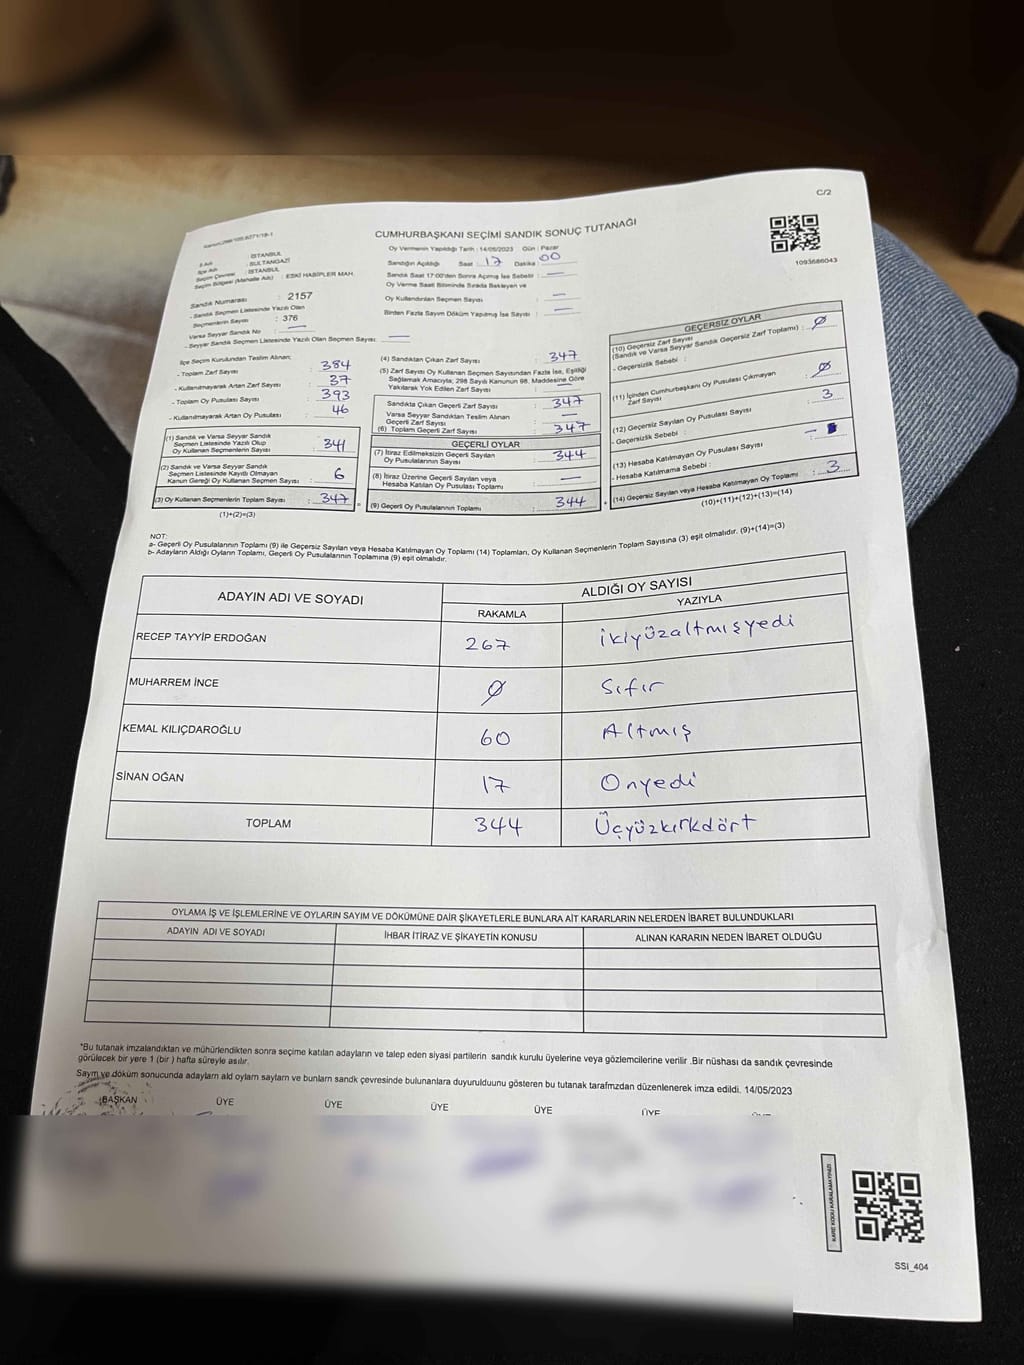 C/2
Kanun:298/105,6271/18-1
CUMHURBAŞKANI SEÇİMİ SANDIK SONUÇ TUTANAĞI
1093686043
İl Adı : İSTANBUL
İlçe Adı : SULTANGAZİ
Seçim Çevresi : İSTANBUL
Seçim Bölgesi (Mahalle Adı) : ESKİ HABİPLER MAH.
Sandık Numarası : 2157
- Sandık Seçmen Listesinde Yazılı Olan
Seçmenlerin Sayısı : 376
Varsa Seyyar Sandık No : —
- Seyyar Sandık Seçmen Listesinde Yazılı Olan Seçmen Sayısı: —
Oy Vermenin Yapıldığı Tarih : 14/05/2023 Gün : Pazar
Sandığın Açıldığı Saat : 17 Dakika : 00
Sandık Saat 17:00'den Sonra Açılmış İse Sebebi : —
Oy Verme Saati Bitiminde Sırada Bekleyen ve
Oy Kullandırılan Seçmen Sayısı : —
Birden Fazla Sayım Döküm Yapılmış İse Sayısı : —
İlçe Seçim Kurulundan Teslim Alınan;
- Toplam Zarf Sayısı : 384
- Kullanılmayarak Artan Zarf Sayısı : 37
- Toplam Oy Pusulası Sayısı : 393
- Kullanılmayarak Artan Oy Pusulası : 46
(1) Sandık ve Varsa Seyyar Sandık
Seçmen Listesinde Yazılı Olup
Oy Kullanan Seçmenlerin Sayısı : 341
(2) Sandık ve Varsa Seyyar Sandık
Seçmen Listesinde Kayıtlı Olmayan
Kanun Gereği Oy Kullanan Seçmen Sayısı : 6
(3) Oy Kullanan Seçmenlerin Toplam Sayısı : 347 =
(1)+(2)=(3)
(4) Sandıktan Çıkan Zarf Sayısı : 347
(5) Zarf Sayısı Oy Kullanan Seçmen Sayısından Fazla İse, Eşitliği
Sağlamak Amacıyla; 298 Sayılı Kanunun 98. Maddesine Göre
Yakılarak Yok Edilen Zarf Sayısı : —
Sandıkta Çıkan Geçerli Zarf Sayısı : 347
Varsa Seyyar Sandıktan Teslim Alınan
Geçerli Zarf Sayısı : —
(6) Toplam Geçerli Zarf Sayısı : 347
GEÇERLİ OYLAR
(7) İtiraz Edilmeksizin Geçerli Sayılan
Oy Pusulalarının Sayısı : 344
(8) İtiraz Üzerine Geçerli Sayılan veya
Hesaba Katılan Oy Pusulası Toplamı : —
(9) Geçerli Oy Pusulalarının Toplamı : 344 +
GEÇERSİZ OYLAR
(10) Geçersiz Zarf Sayısı
(Sandık ve Varsa Seyyar Sandık Geçersiz Zarf Toplamı) : Ø
- Geçersizlik Sebebi :
(11) İçinden Cumhurbaşkanı Oy Pusulası Çıkmayan
Zarf Sayısı : Ø
(12) Geçersiz Sayılan Oy Pusulası Sayısı : 3
- Geçersizlik Sebebi :
(13) Hesaba Katılmayan Oy Pusulası Sayısı : —
- Hesaba Katılmama Sebebi :
(14) Geçersiz Sayılan veya Hesaba Katılmayan Oy Toplamı : 3
(10)+(11)+(12)+(13)=(14)
NOT:
a- Geçerli Oy Pusulalarının Toplamı (9) ile Geçersiz Sayılan veya Hesaba Katılmayan Oy Toplamı (14) Toplamları, Oy Kullanan Seçmenlerin Toplam Sayısına (3) eşit olmalıdır. (9)+(14)=(3)
b- Adayların Aldığı Oyların Toplamı, Geçerli Oy Pusulalarının Toplamına (9) eşit olmalıdır.
ADAYIN ADI VE SOYADI
ALDIĞI OY SAYISI
RAKAMLA YAZIYLA
RECEP TAYYİP ERDOĞAN 267 İkiyüzaltmışyedi
MUHARREM İNCE Ø Sıfır
KEMAL KILIÇDAROĞLU 60 Altmış
SİNAN OĞAN 17 Onyedi
TOPLAM 344 Üçyüzkırkdört
OYLAMA İŞ VE İŞLEMLERİNE VE OYLARIN SAYIM VE DÖKÜMÜNE DAİR ŞİKAYETLERLE BUNLARA AİT KARARLARIN NELERDEN İBARET BULUNDUKLARI
ADAYIN ADI VE SOYADI İHBAR İTİRAZ VE ŞİKAYETİN KONUSU ALINAN KARARIN NEDEN İBARET OLDUĞU
*Bu tutanak imzalandıktan ve mühürlendikten sonra seçime katılan adayların ve talep eden siyasi partilerin sandık kurulu üyelerine veya gözlemcilerine verilir .Bir nüshası da sandık çevresinde
görülecek bir yere 1 (bir ) hafta süreyle asılır.
Sayım ve döküm sonucunda adayların ald oyların sayların ve bunların sandk çevresinde bulunanlara duyurulduunu gösteren bu tutanak tarafmzdan düzenlenerek imza edildi. 14/05/2023
BAŞKAN ÜYE ÜYE ÜYE ÜYE ÜYE ÜYE
KARE KODU KARALAMAYINIZ!
SSI_404